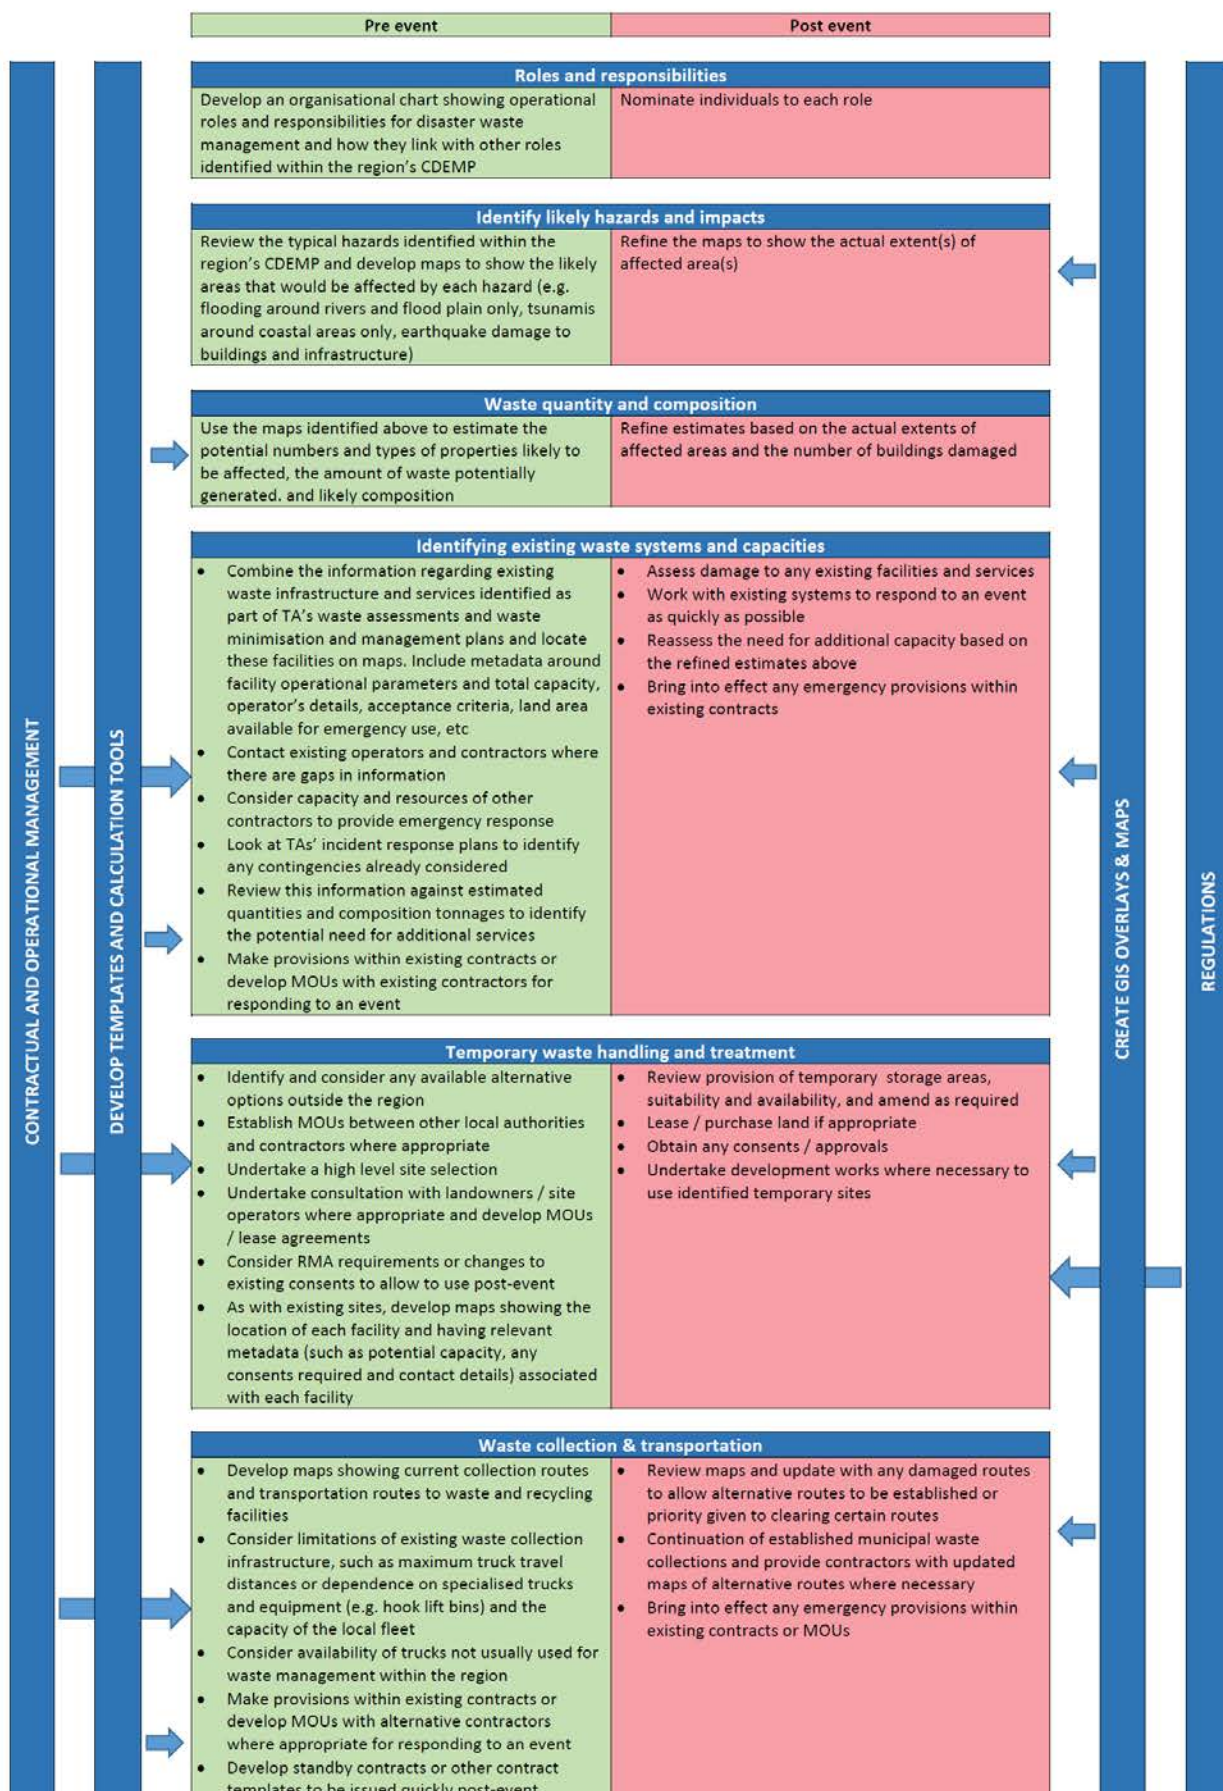 Pre event
Post event
Roles and responsibilities
Develop an organisational chart showing operational
roles and responsibilities for disaster waste
management and how they link with other roles
identified within the region's CDEMP
Nominate individuals to each role
Identify likely hazards and impacts
Review the typical hazards identified within the
region's CDEMP and develop maps to show the likely
areas that would be affected by each hazard (e.g.
flooding around rivers and flood plain only, tsunamis
around coastal areas only, earthquake damage to
buildings and infrastructure)
Refine the maps to show the actual extent(s) of
affected area(s)
Waste quantity and composition
Use the maps identified above to estimate the
potential numbers and types of properties likely to
be affected, the amount of waste potentially
generated. and likely composition
Refine estimates based on the actual extents of
affected areas and the number of buildings damaged
Identifying existing waste systems and capacities
• Combine the information regarding existing
waste infrastructure and services identified as
part of TA's waste assessments and waste
minimisation and management plans and locate
these facilities on maps. Include metadata around
facility operational parameters and total capacity,
operator's details, acceptance criteria, land area
available for emergency use, etc
• Contact existing operators and contractors where
there are gaps in information
• Consider capacity and resources of other
contractors to provide emergency response
• Look at TAs' incident response plans to identify
any contingencies already considered
• Review this information against estimated
quantities and composition tonnages to identify
the potential need for additional services
• Make provisions within existing contracts or
develop MOUs with existing contractors for
responding to an event
• Assess damage to any existing facilities and services
• Work with existing systems to respond to an event
as quickly as possible
• Reassess the need for additional capacity based on
the refined estimates above
• Bring into effect any emergency provisions within
existing contracts
Temporary waste handling and treatment
• Identify and consider any available alternative
options outside the region
• Establish MOUs between other local authorities
and contractors where appropriate
• Undertake a high level site selection
• Undertake consultation with landowners / site
operators where appropriate and develop MOUs
/ lease agreements
• Consider RMA requirements or changes to
existing consents to allow to use post-event
• As with existing sites, develop maps showing the
location of each facility and having relevant
metadata (such as potential capacity, any
consents required and contact details) associated
with each facility
• Review provision of temporary storage areas,
suitability and availability, and amend as required
• Lease / purchase land if appropriate
• Obtain any consents / approvals
• Undertake development works where necessary to
use identified temporary sites
Waste collection & transportation
• Develop maps showing current collection routes
and transportation routes to waste and recycling
facilities
• Consider limitations of existing waste collection
infrastructure, such as maximum truck travel
distances or dependence on specialised trucks
and equipment (e.g. hook lift bins) and the
capacity of the local fleet
• Consider availability of trucks not usually used for
waste management within the region
• Make provisions within existing contracts or
develop MOUs with alternative contractors
where appropriate for responding to an event
• Develop standby contracts or other contract
templates to be issued quickly post-event
• Review maps and update with any damaged routes
to allow alternative routes to be established or
priority given to clearing certain routes
• Continuation of established municipal waste
collections and provide contractors with updated
maps of alternative routes where necessary
• Bring into effect any emergency provisions within
existing contracts or MOUs
CONTRACTUAL AND OPERATIONAL MANAGEMENT
DEVELOP TEMPLATES AND CALCULATION TOOLS
CREATE GIS OVERLAYS & MAPS
REGULATIONS